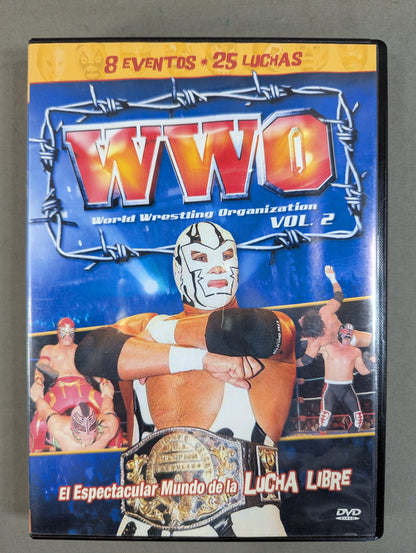 8 EVENTOS * 25 LUCHAS
WWO
World Wrestling Organization
VOL. 2
El Espectacular Mundo de la LUCHA LIBRE
DVD